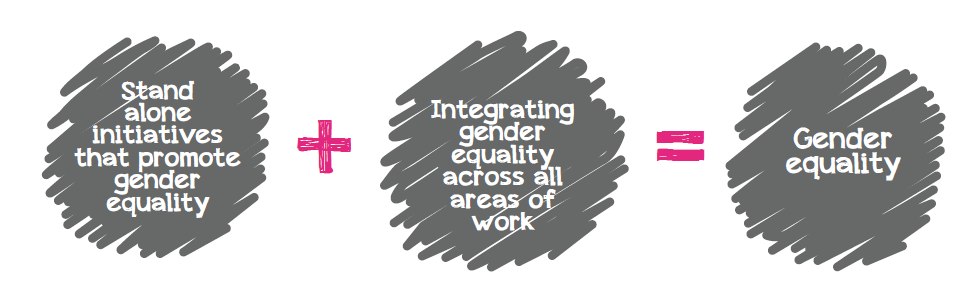 Stand
alone
initiatives
that promote
gender
equality
+
Integrating
gender
equality
across all
areas of
work
=
Gender
equality